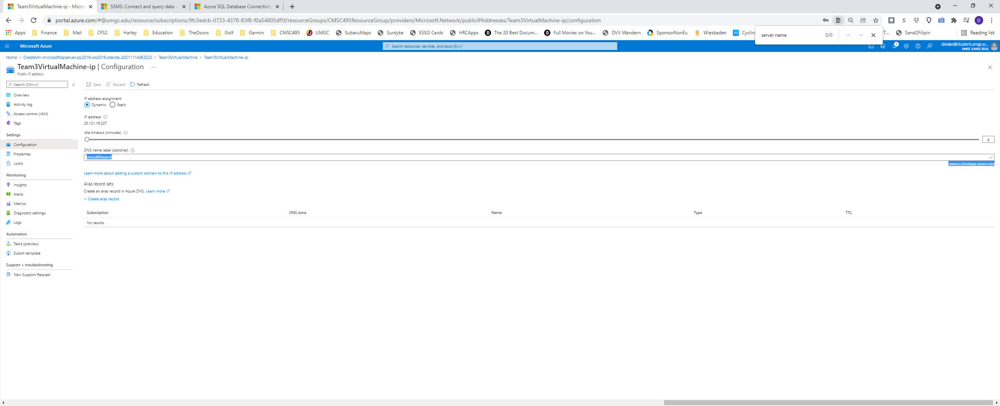 Team3VirtualMachine-ip - Micros
SSMS: Connect and query data -
Azure SQL Database Connectivity
portal.azure.com/#@umgc.edu/resource/subscriptions/9fc3edcb-0733-4378-83f8-f0a54805df5f/resourceGroups/CMSC495ResourceGroup/providers/Microsoft.Network/publicIPAddresses/Team3VirtualMachine-ip/configuration
D
Apps Finance Mail CFS2 Harley Education TheDoors Golf Garmin CMSC495 UMGC SubaruMaps Surdyke ESSO Cards HRCApps The 20 Best Docum... Full Movies on You... DVV Wandern SponsorNonEu Wiesbaden Cyclin T... Send2Filipin Reading list
server name 0/0
Microsoft Azure
Search resources, services, and docs (G+/)
8
dleake@student.umgc.e...
UMGC (UMGC.EDU)
Home > CreateVm-microsoftsqlserver.sql2019-ws2019-standa-20211114063222 > Team3VirtualMachine > Team3VirtualMachine-ip
Team3VirtualMachine-ip | Configuration ...
Public IP address
Search (Ctrl+/) «
Save Discard Refresh
Overview
Activity log
Access control (IAM)
Tags
Settings
Configuration
Properties
Locks
Monitoring
Insights
Alerts
Metrics
Diagnostic settings
Logs
Automation
Tasks (preview)
Export template
Support + troubleshooting
New Support Request
IP address assignment
Dynamic Static
IP address
20.121.19.227
Idle timeout (minutes)
4
DNS name label (optional)
cmsc495team3
.eastus.cloudapp.azure.com
Learn more about adding a custom domain to this IP address
Alias record sets
Create an alias record in Azure DNS. Learn more
+ Create alias record
Subscription DNS zone Name Type TTL
No results.